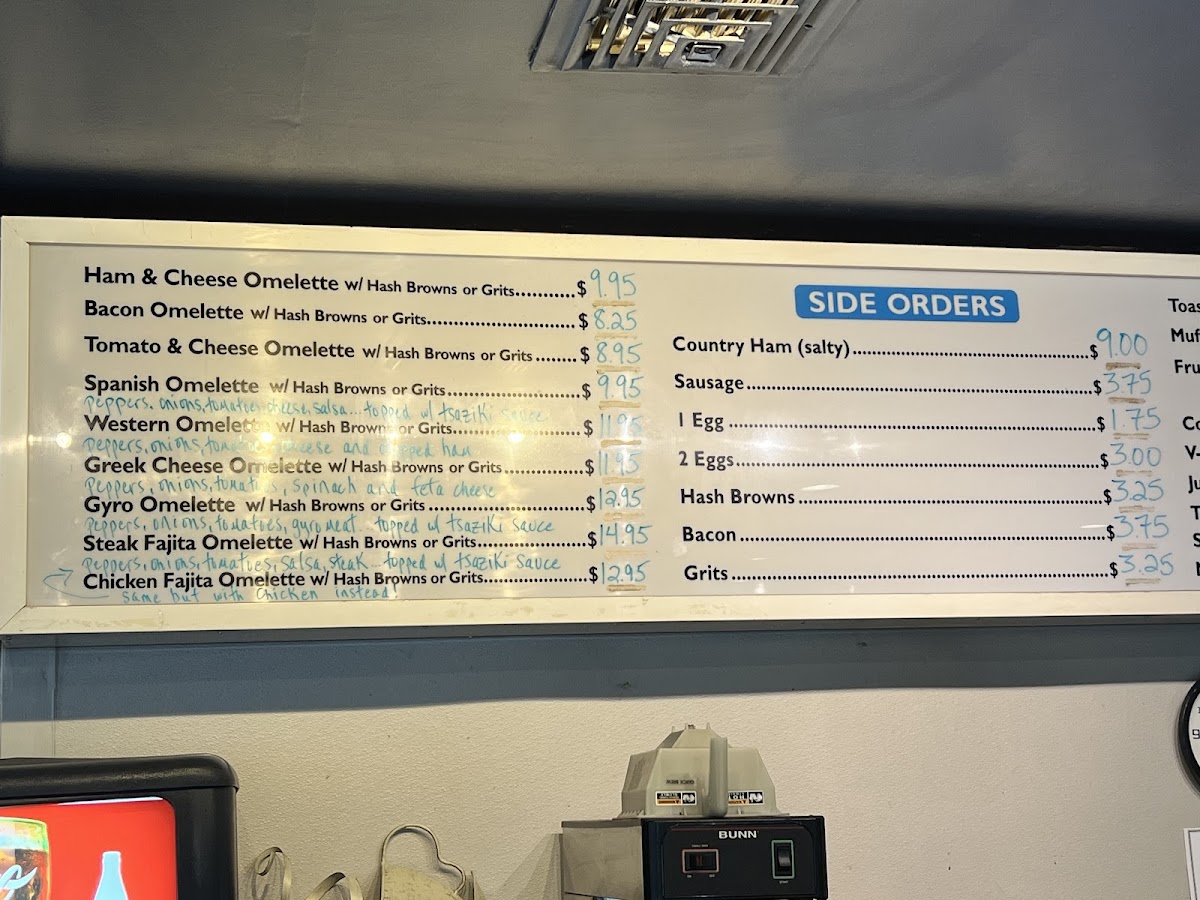 Ham & Cheese Omelette w/ Hash Browns or Grits...........$ 9.95
Bacon Omelette w/ Hash Browns or Grits...........................$ 8.25
Tomato & Cheese Omelette w/ Hash Browns or Grits.......$ 8.95
Spanish Omelette w/ Hash Browns or Grits........................$ 9.95
peppers, onions, tomatoes cheese, salsa... topped w/ tsaziki sauce
Western Omelette w/ Hash Browns or Grits.......................$ 11.95
peppers, onions, tomatoes cheese and chopped ham
Greek Cheese Omelette w/ Hash Browns or Grits..............$ 11.95
Peppers, onions, tomatoes, spinach and feta cheese
Gyro Omelette w/ Hash Browns or Grits............................$ 12.95
peppers, onions, tomatoes, gyro meat... topped w/ tsaziki sauce
Steak Fajita Omelette w/ Hash Browns or Grits...................$ 14.95
peppers, onions, tomatoes, salsa, steak... topped w/ tsaziki sauce
Chicken Fajita Omelette w/ Hash Browns or Grits..................$ 12.95
same but with chicken instead!
SIDE ORDERS
Country Ham (salty)..........................................$ 9.00
Sausage..............................................................$ 3.75
1 Egg .................................................................$ 1.75
2 Eggs.................................................................$ 3.00
Hash Browns .....................................................$ 3.25
Bacon .................................................................$ 3.75
Grits ...................................................................$ 3.25
Toas
Muf
Fru
Co
V-
Ju
T
S
BUNN